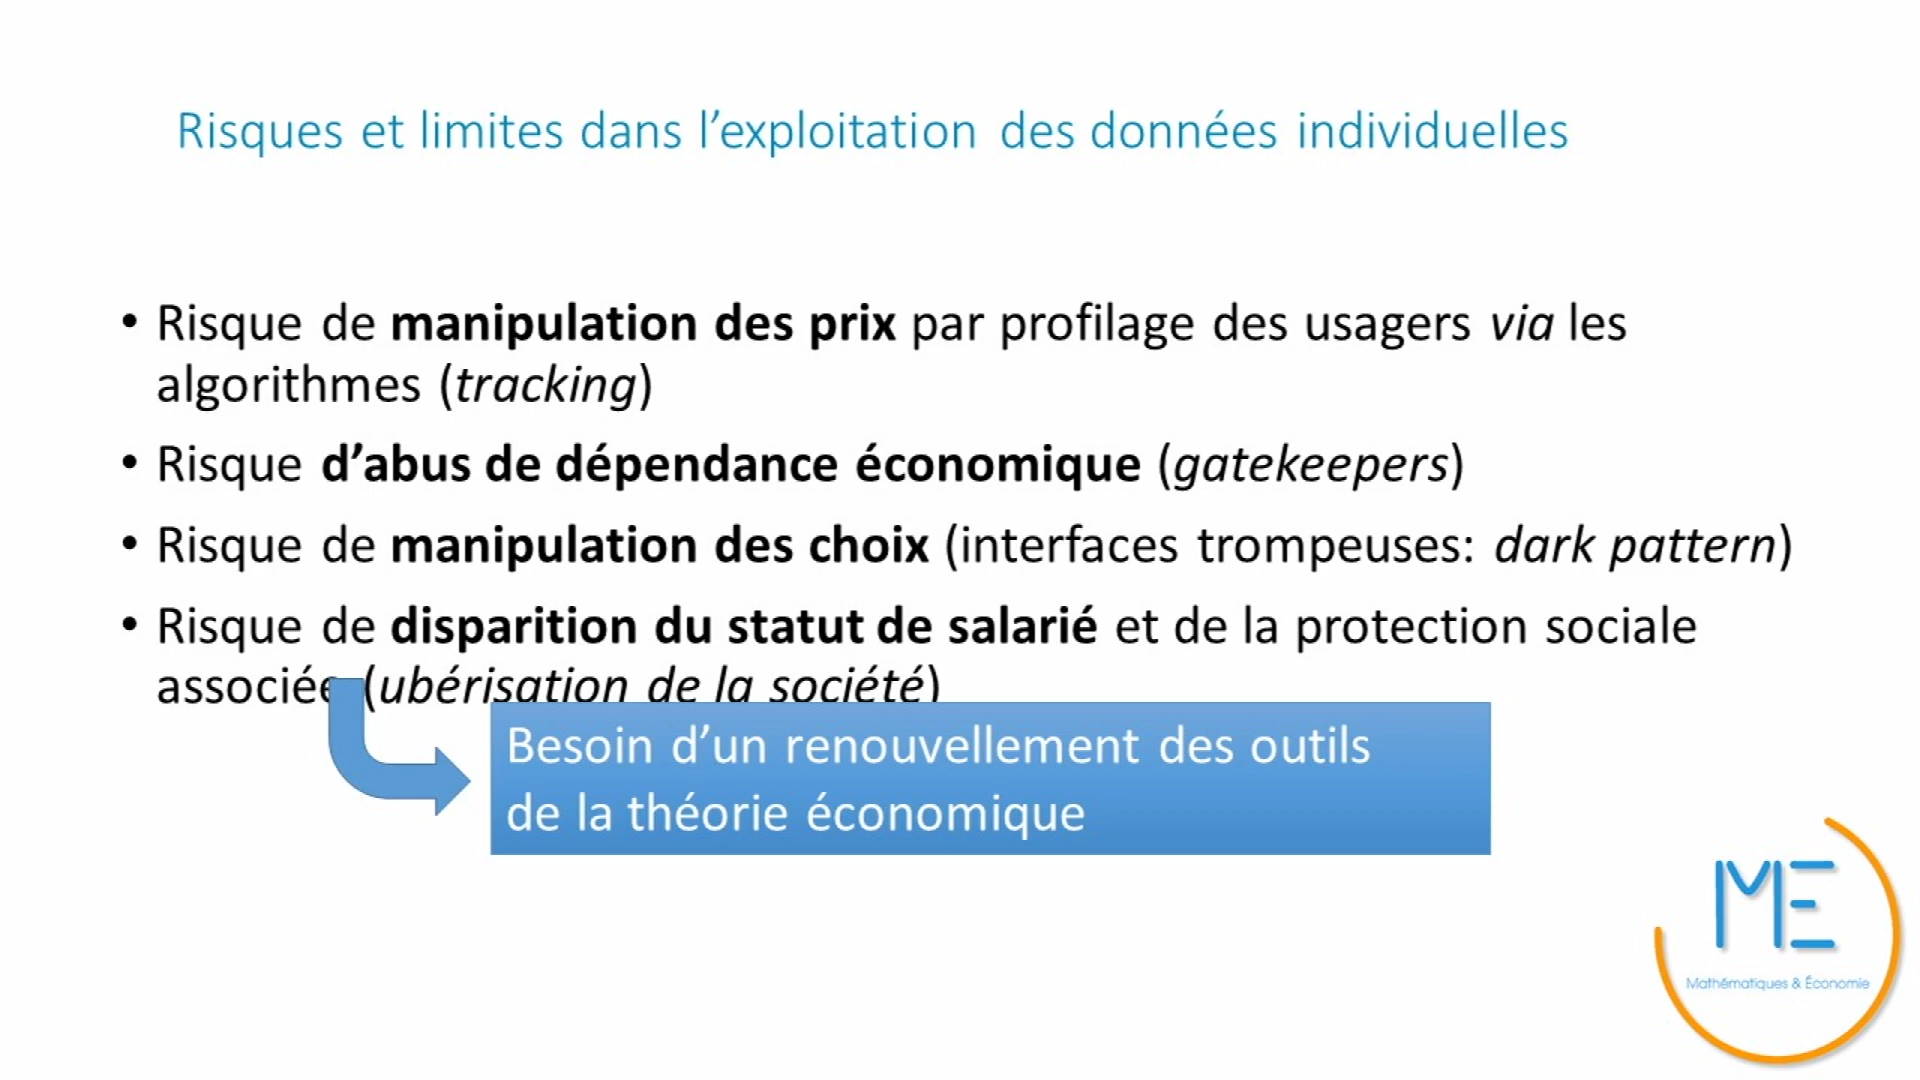 Risques et limites dans l’exploitation des données individuelles
• Risque de manipulation des prix par profilage des usagers via les
algorithmes (tracking)
• Risque d’abus de dépendance économique (gatekeepers)
• Risque de manipulation des choix (interfaces trompeuses: dark pattern)
• Risque de disparition du statut de salarié et de la protection sociale
associée (ubérisation de la société)
Besoin d’un renouvellement des outils
de la théorie économique
ME
Mathématiques & Économie